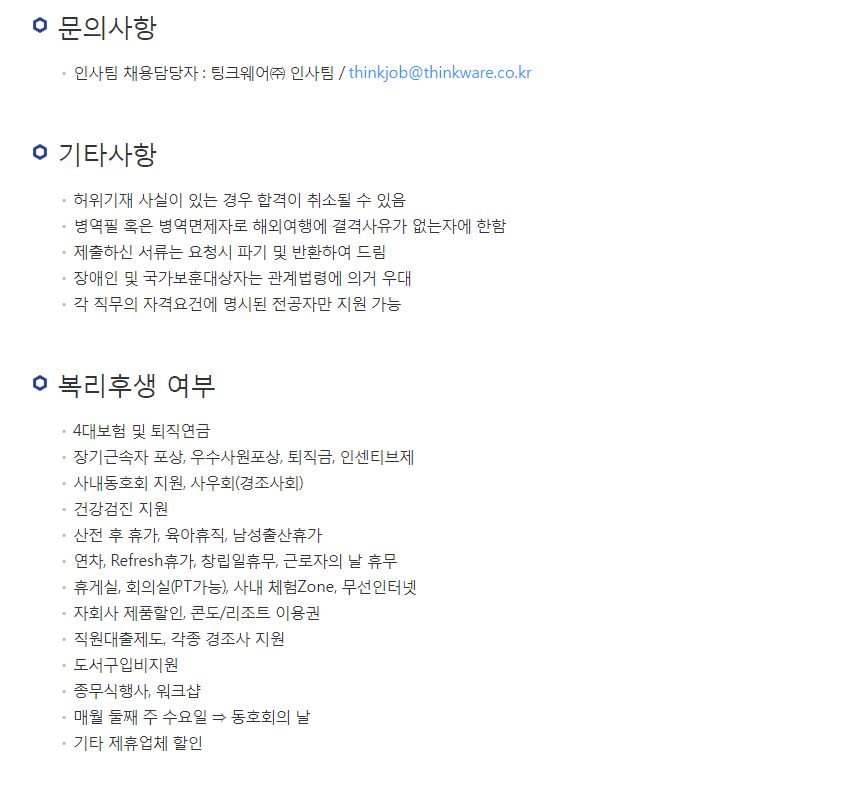 문의사항
인사팀 채용담당자 : 팅크웨어㈜ 인사팀 / thinkjob@thinkware.co.kr
기타사항
허위기재 사실이 있는 경우 합격이 취소될 수 있음
병역필 혹은 병역면제자로 해외여행에 결격사유가 없는자에 한함
제출하신 서류는 요청시 파기 및 반환하여 드림
장애인 및 국가보훈대상자는 관계법령에 의거 우대
각 직무의 자격요건에 명시된 전공자만 지원 가능
복리후생 여부
4대보험 및 퇴직연금
장기근속자 포상, 우수사원포상, 퇴직금, 인센티브제
사내동호회 지원, 사우회(경조사회)
건강검진 지원
산전 후 휴가, 육아휴직, 남성출산휴가
연차, Refresh휴가, 창립일휴무, 근로자의 날 휴무
휴게실, 회의실(PT가능), 사내 체험Zone, 무선인터넷
자회사 제품할인, 콘도/리조트 이용권
직원대출제도, 각종 경조사 지원
도서구입비지원
종무식행사, 워크샵
매월 둘째 주 수요일 ⇒ 동호회의 날
기타 제휴업체 할인